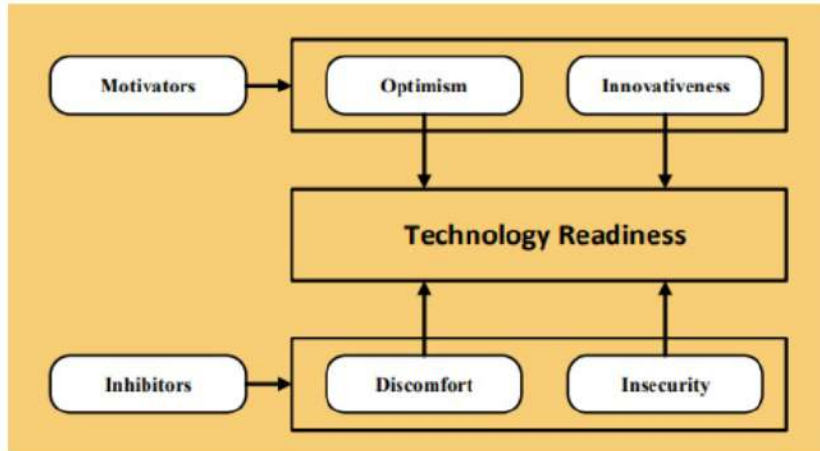 Motivators
Optimism
Innovativeness
Technology Readiness
Inhibitors
Discomfort
Insecurity